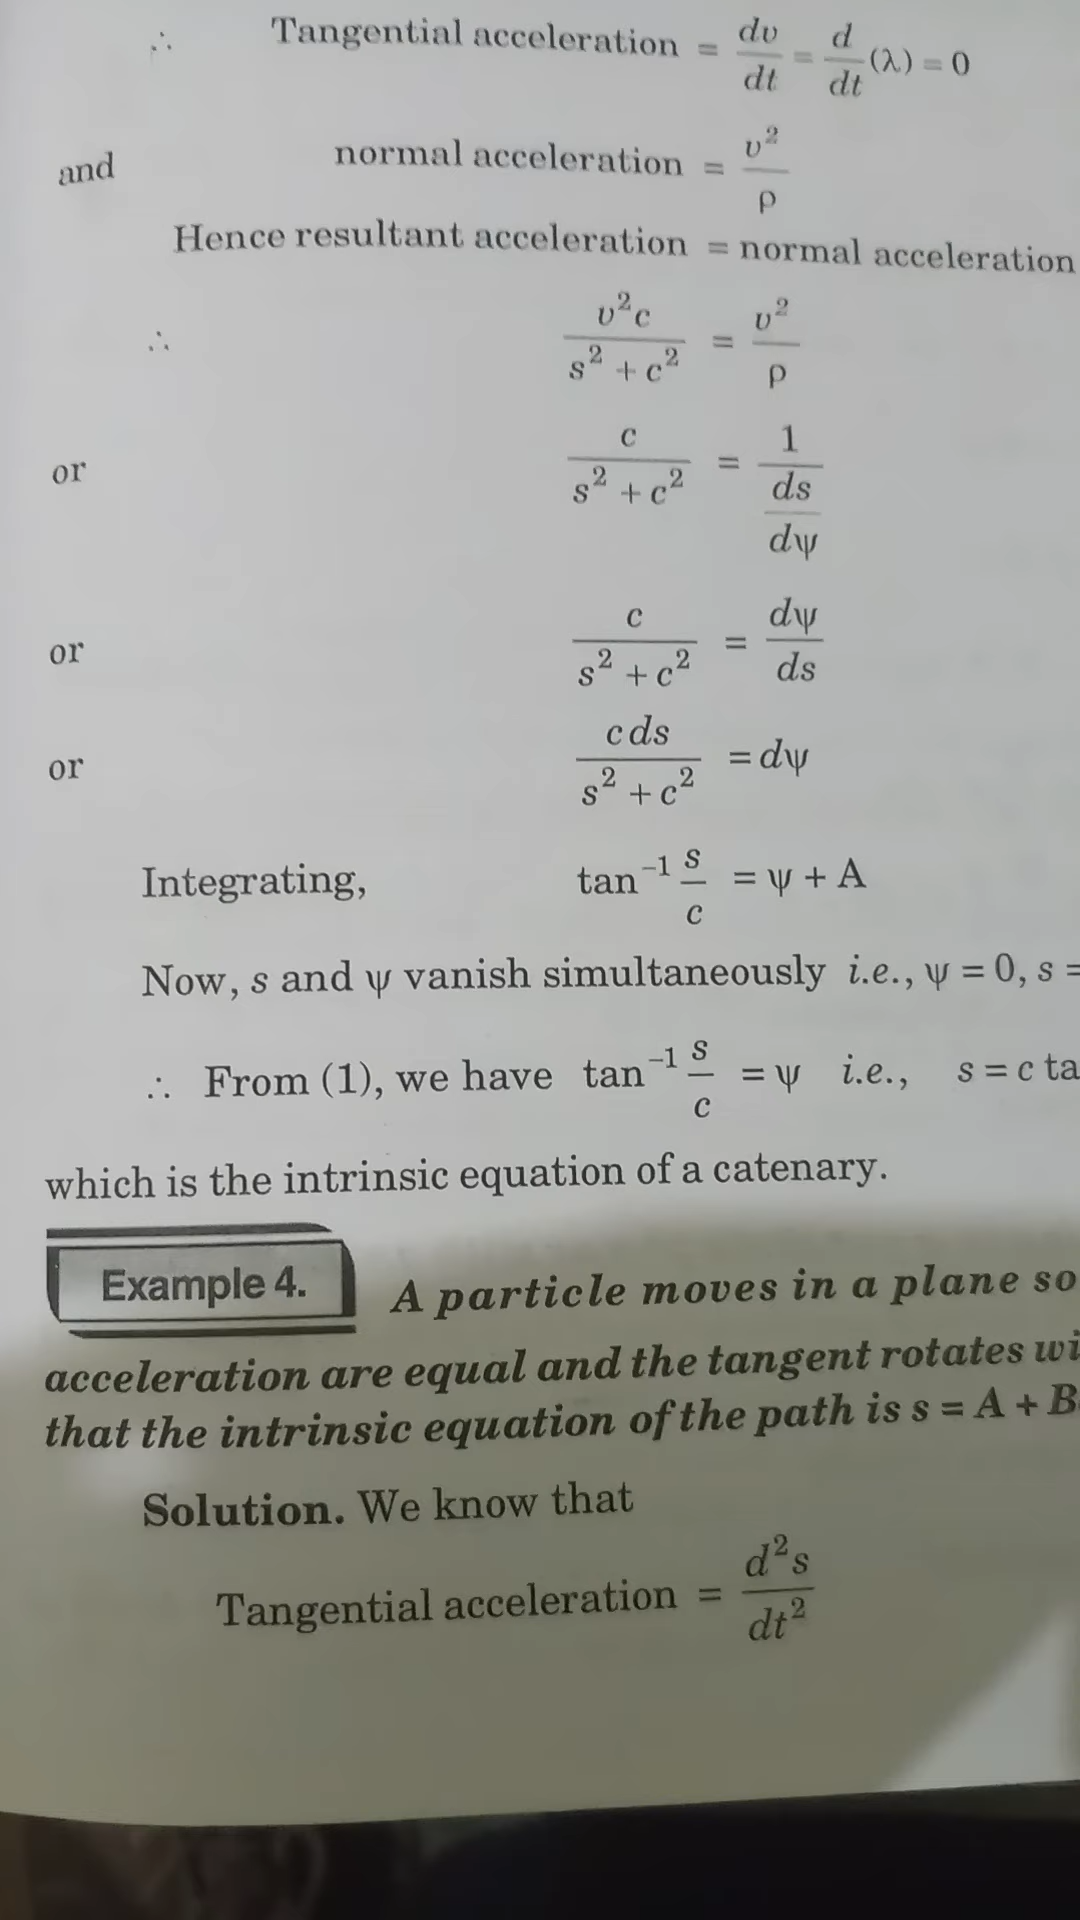 ∴ Tangential acceleration = dv/dt = d/dt (λ) = 0
and normal acceleration = v²/ρ
Hence resultant acceleration = normal acceleration
∴ v²c/(s² + c²) = v²/ρ
or c/(s² + c²) = 1/(ds/dψ)
or c/(s² + c²) = dψ/ds
or c ds/(s² + c²) = dψ
Integrating, tan⁻¹ s/c = ψ + A
Now, s and ψ vanish simultaneously i.e., ψ = 0, s =
∴ From (1), we have tan⁻¹ s/c = ψ i.e., s = c ta
which is the intrinsic equation of a catenary.
Example 4. A particle moves in a plane so
acceleration are equal and the tangent rotates wi
that the intrinsic equation of the path is s = A + B
Solution. We know that
Tangential acceleration = d²s/dt²